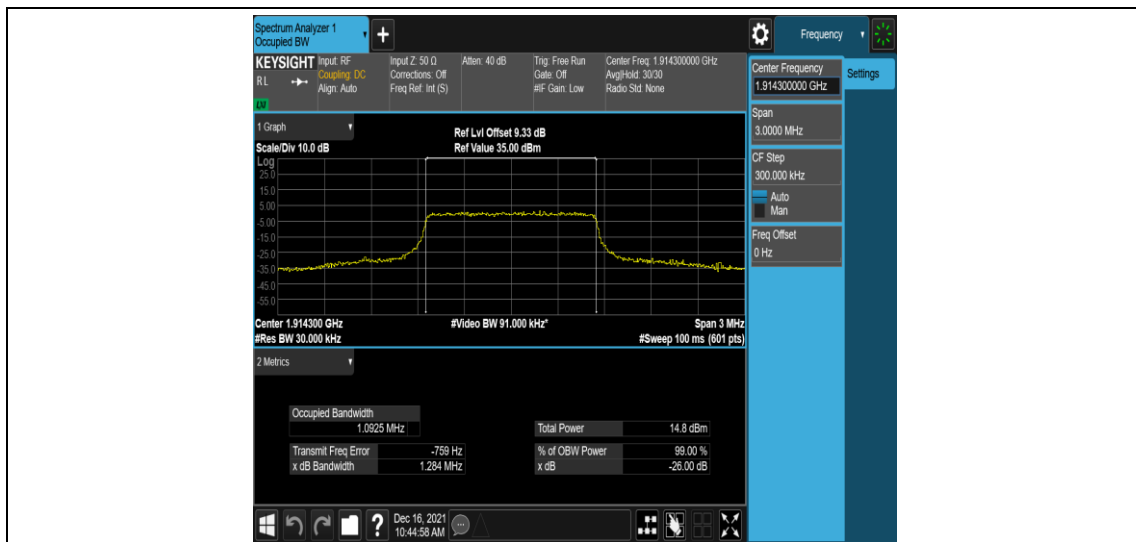 Spectrum Analyzer 1
Occupied BW
+
Frequency
KEYSIGHT
RL
LXI
Input: RF
Coupling: DC
Align: Auto
Input Z: 50 Ω
Corrections: Off
Freq Ref: Int (S)
Atten: 40 dB
Trig: Free Run
Gate: Off
#IF Gain: Low
Center Freq: 1.914300000 GHz
Avg|Hold: 30/30
Radio Std: None
Center Frequency
1.914300000 GHz
Settings
Span
3.0000 MHz
CF Step
300.000 kHz
Auto
Man
Freq Offset
0 Hz
1 Graph
Ref Lvl Offset 9.33 dB
Scale/Div 10.0 dB
Ref Value 35.00 dBm
Log
25.0
15.0
5.00
-5.00
-15.0
-25.0
-35.0
-45.0
-55.0
Center 1.914300 GHz
#Video BW 91.000 kHz*
Span 3 MHz
#Res BW 30.000 kHz
#Sweep 100 ms (601 pts)
2 Metrics
Occupied Bandwidth
1.0925 MHz
Total Power 14.8 dBm
Transmit Freq Error -759 Hz
% of OBW Power 99.00 %
x dB Bandwidth 1.284 MHz
x dB -26.00 dB
?
Dec 16, 2021
10:44:58 AM